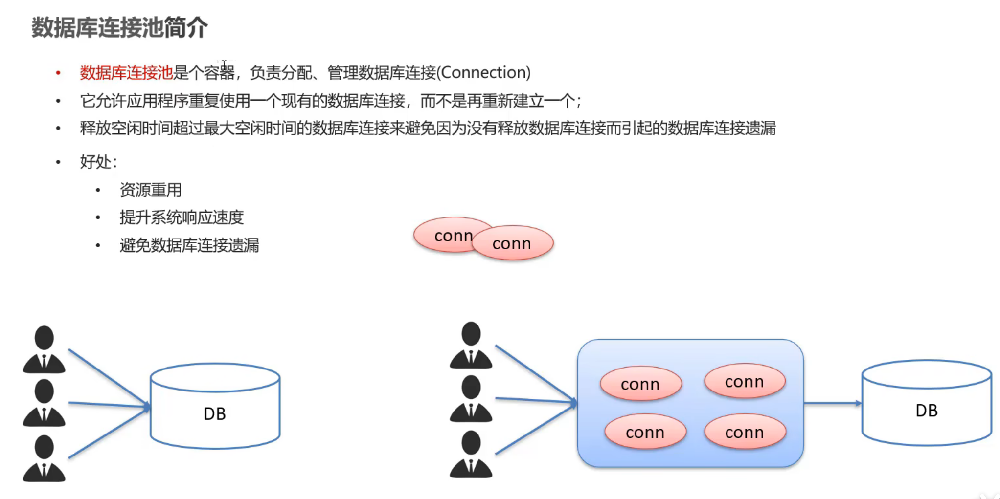 数据库连接池简介
数据库连接池是个容器，负责分配、管理数据库连接(Connection)
它允许应用程序重复使用一个现有的数据库连接，而不是再重新建立一个；
释放空闲时间超过最大空闲时间的数据库连接来避免因为没有释放数据库连接而引起的数据库连接遗漏
好处：
资源重用
提升系统响应速度
避免数据库连接遗漏
conn
conn
DB
conn
conn
conn
conn
DB